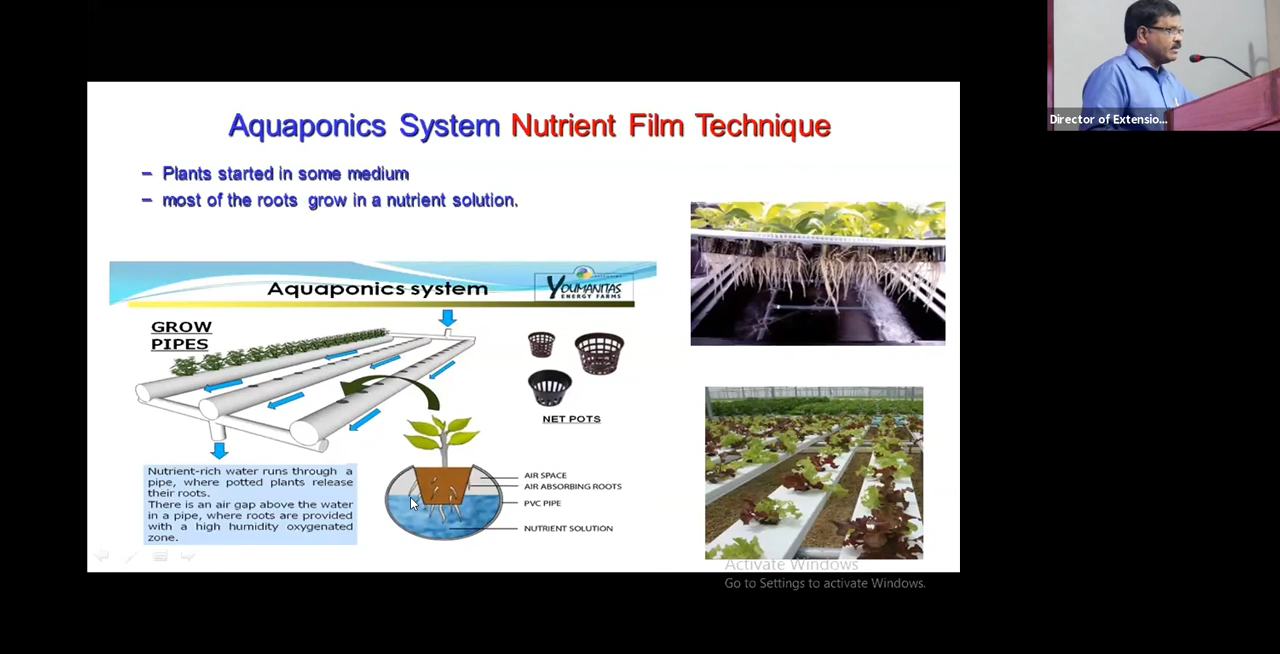 Director of Extensio...
Aquaponics System Nutrient Film Technique
– Plants started in some medium
– most of the roots grow in a nutrient solution.
Aquaponics system
YOUMANITAS
ENERGY FARMS
GROW
PIPES
NET POTS
Nutrient-rich water runs through a
pipe, where potted plants release
their roots.
There is an air gap above the water
in a pipe, where roots are provided
with a high humidity oxygenated
zone.
AIR SPACE
AIR ABSORBING ROOTS
PVC PIPE
NUTRIENT SOLUTION
Activate Windows
Go to Settings to activate Windows.